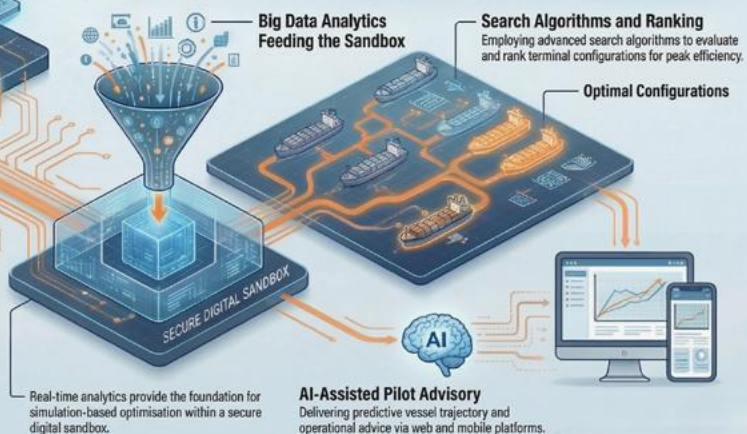 Big Data Analytics
Feeding the Sandbox
Search Algorithms and Ranking
Employing advanced search algorithms to evaluate
and rank terminal configurations for peak efficiency.
Optimal Configurations
SECURE DIGITAL SANDBOX
AI
Real-time analytics provide the foundation for
simulation-based optimisation within a secure
digital sandbox.
AI-Assisted Pilot Advisory
Delivering predictive vessel trajectory and
operational advice via web and mobile platforms.